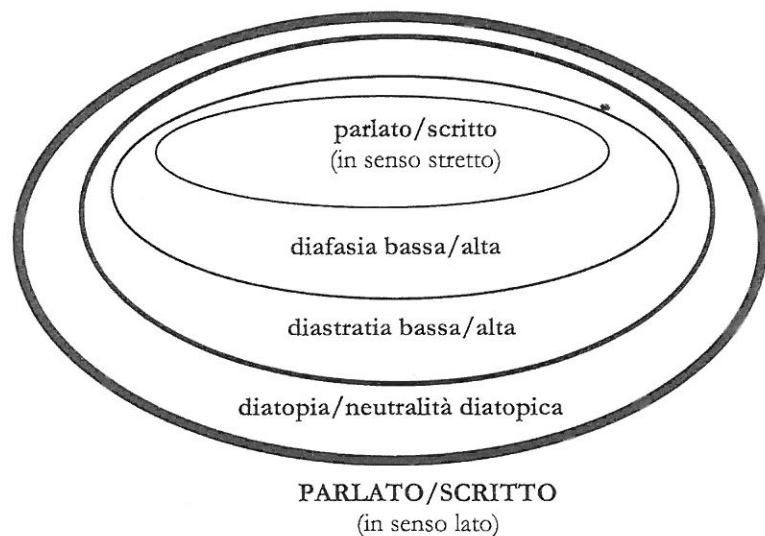 parlato/scritto
(in senso stretto)
diafasia bassa/alta
diastratia bassa/alta
diatopia/neutralità diatopica
PARLATO/SCRITTO
(in senso lato)